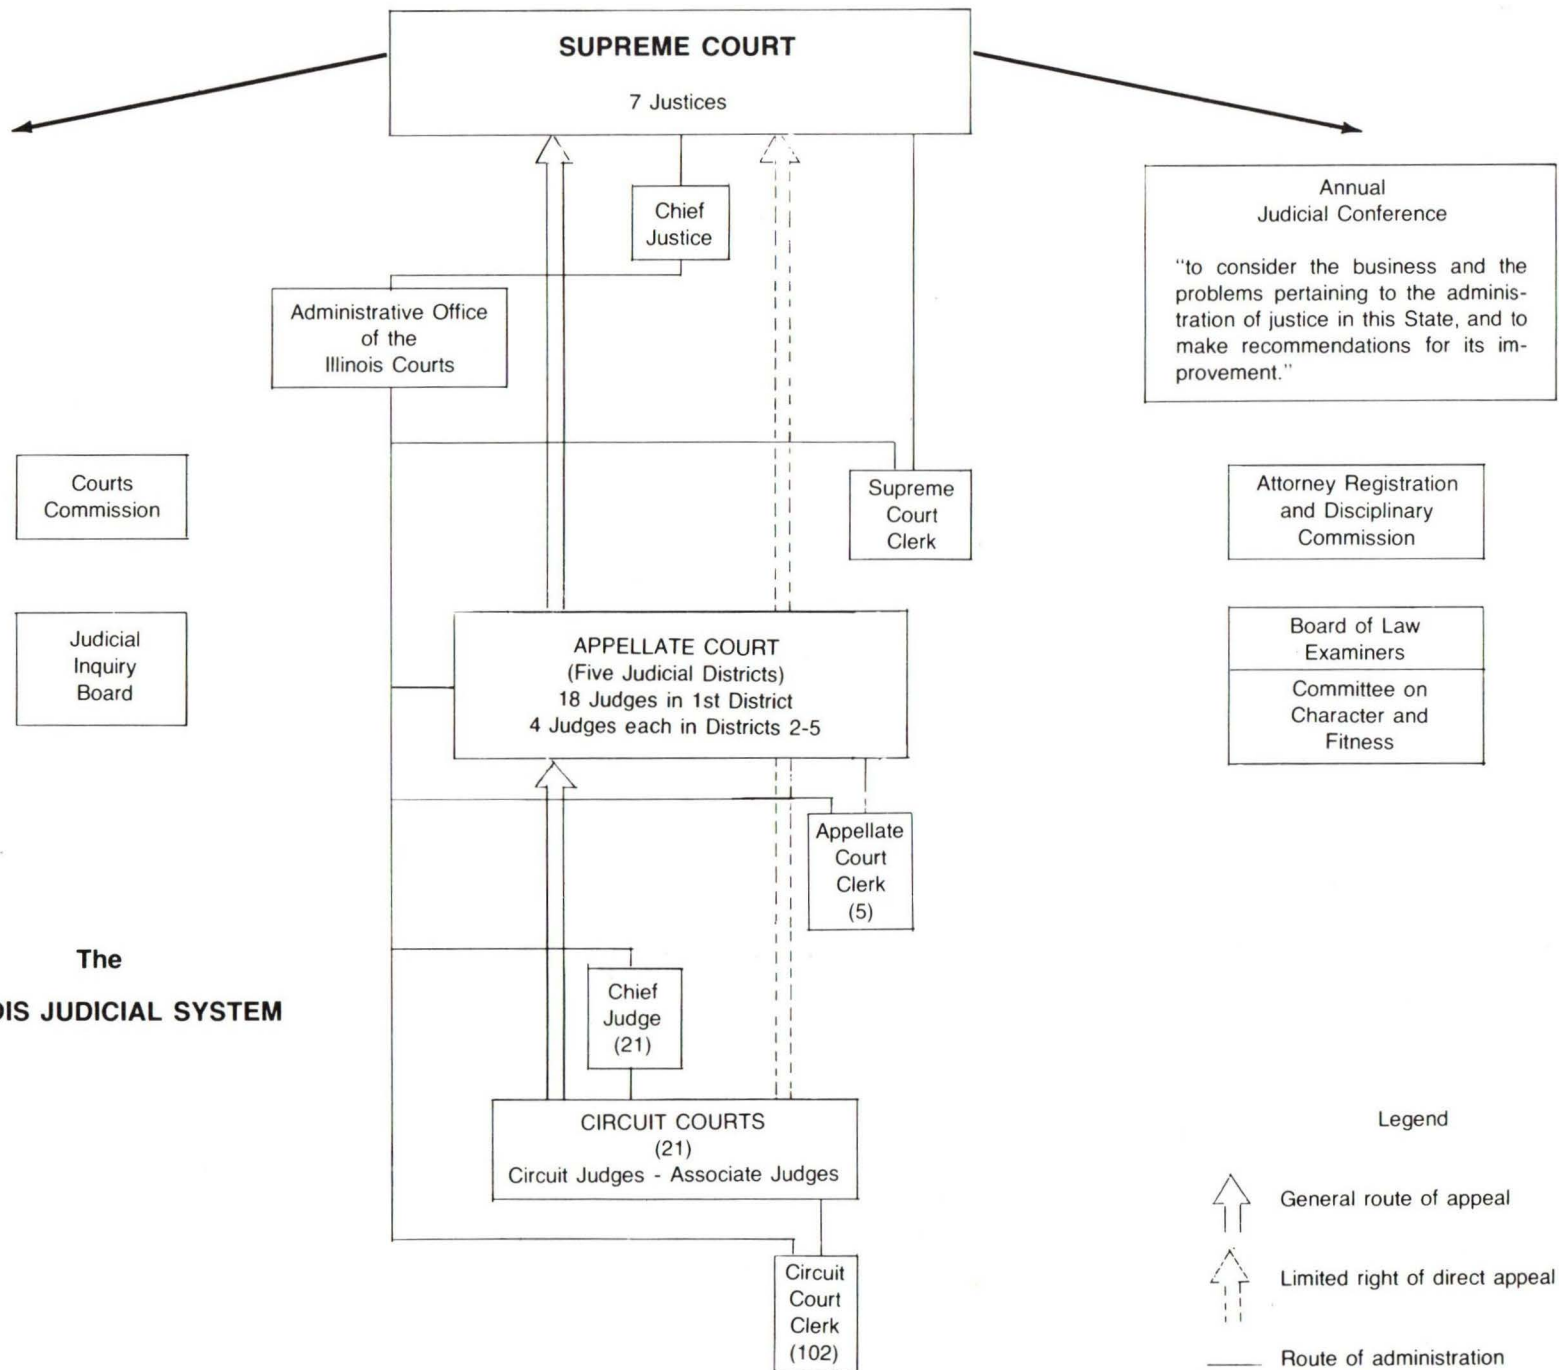 SUPREME COURT
7 Justices
Chief
Justice
Administrative Office
of the
Illinois Courts
Annual
Judicial Conference
"to consider the business and the
problems pertaining to the adminis-
tration of justice in this State, and to
make recommendations for its im-
provement."
Courts
Commission
Supreme
Court
Clerk
Attorney Registration
and Disciplinary
Commission
Judicial
Inquiry
Board
APPELLATE COURT
(Five Judicial Districts)
18 Judges in 1st District
4 Judges each in Districts 2-5
Board of Law
Examiners
Committee on
Character and
Fitness
Appellate
Court
Clerk
(5)
The
OIS JUDICIAL SYSTEM
Chief
Judge
(21)
CIRCUIT COURTS
(21)
Circuit Judges - Associate Judges
Circuit
Court
Clerk
(102)
Legend
General route of appeal
Limited right of direct appeal
Route of administration